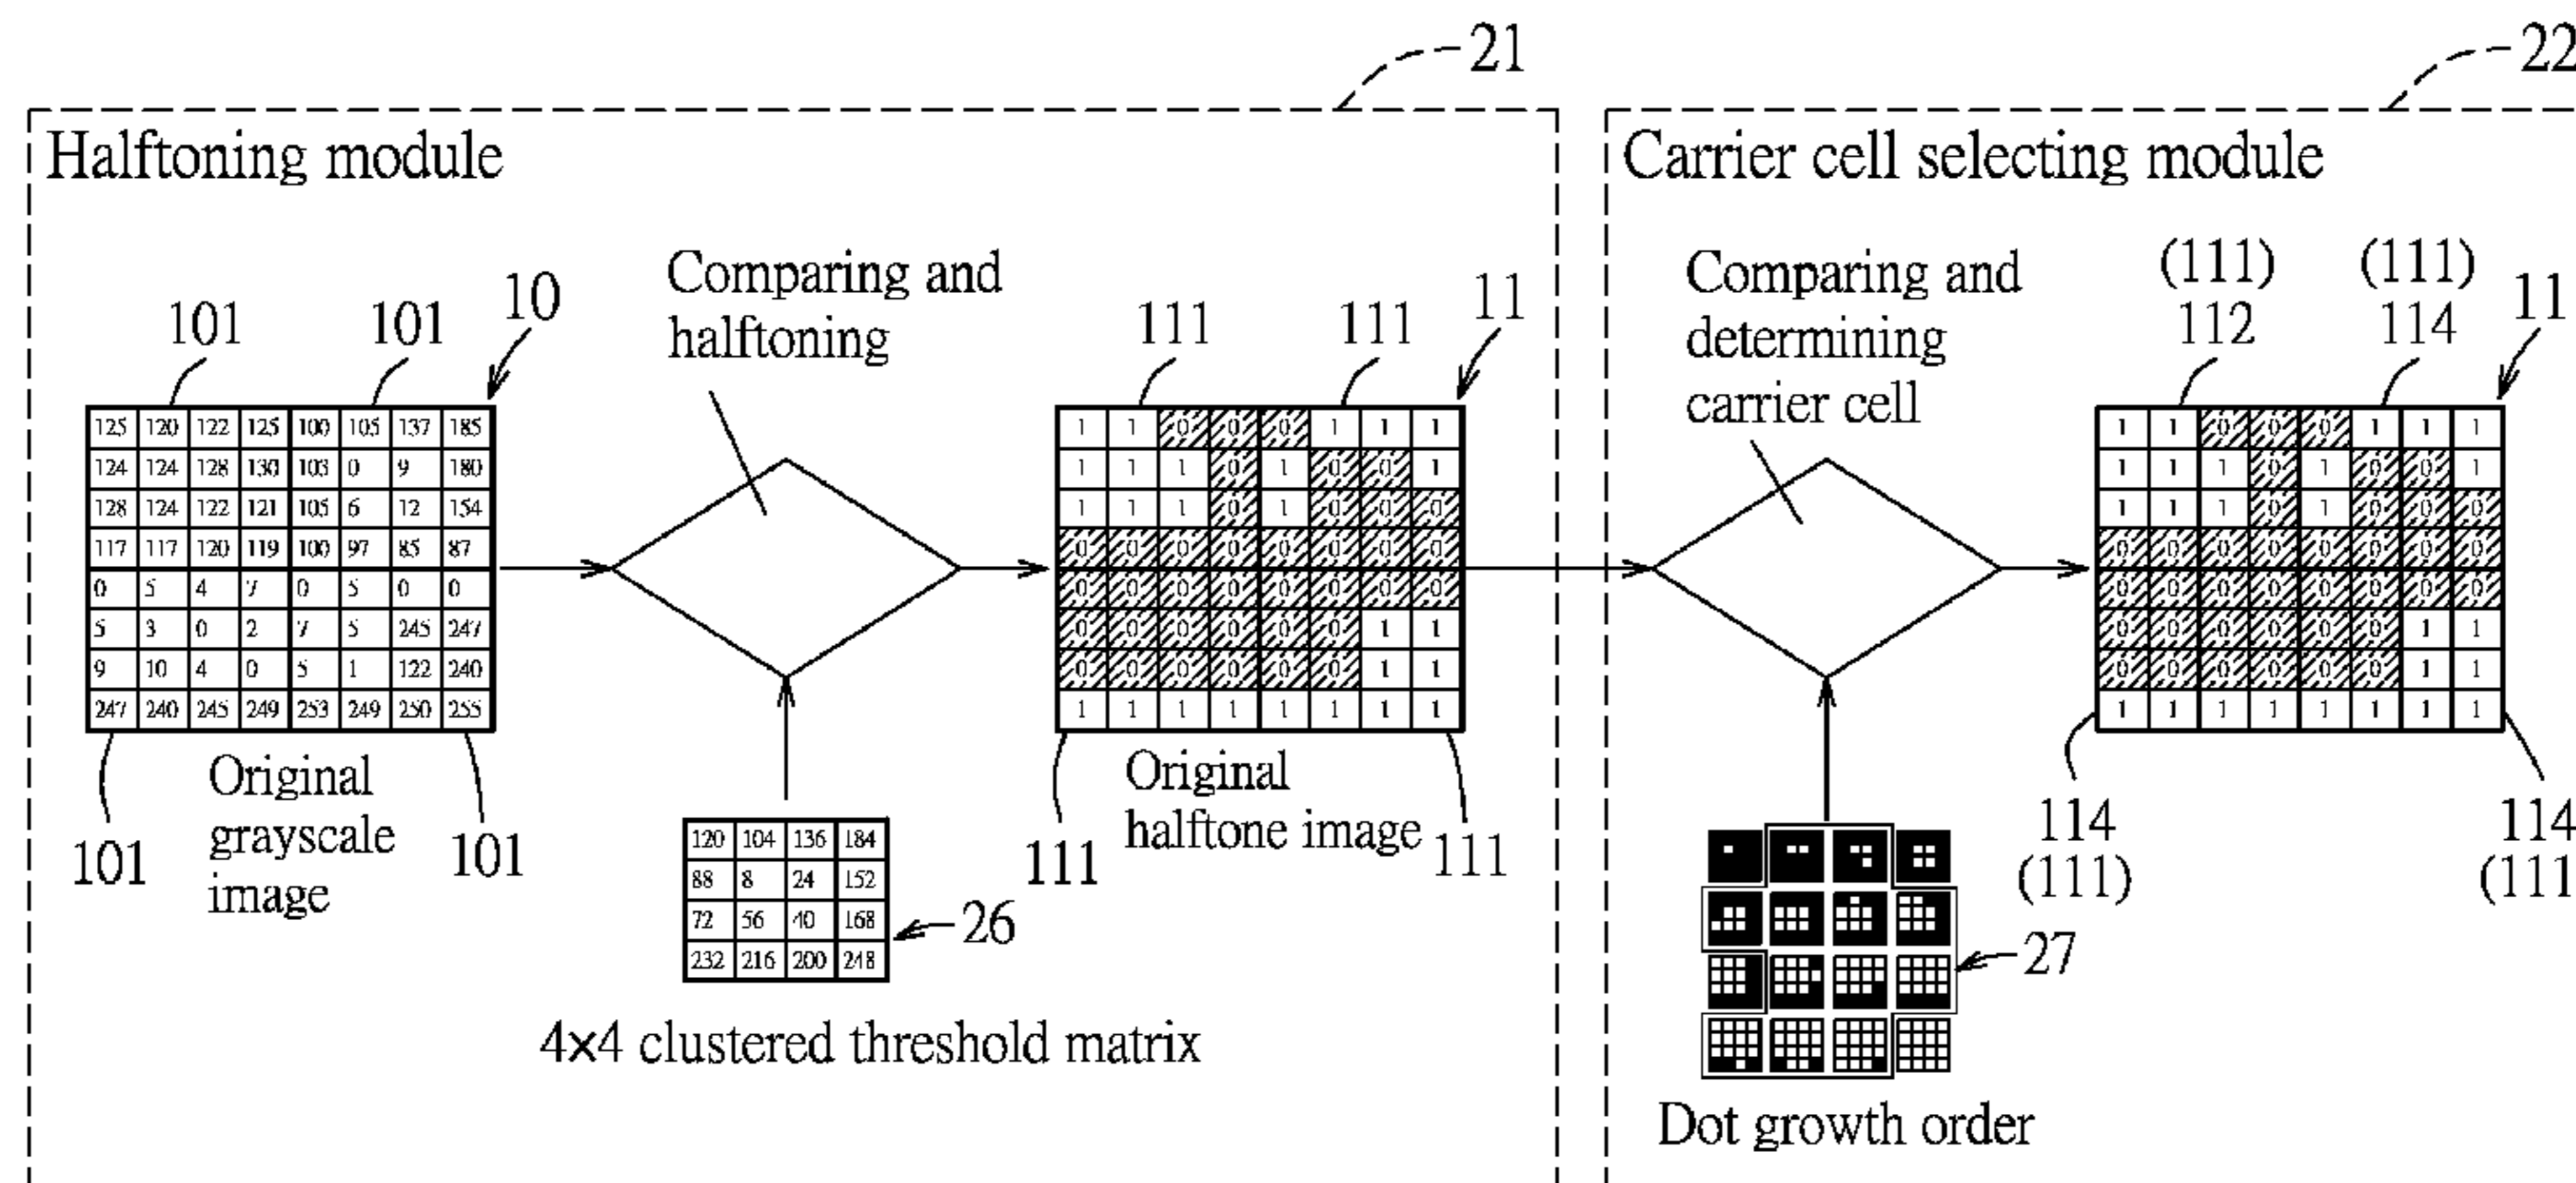 21
22
Halftoning module
Carrier cell selecting module
Comparing and
halftoning
Comparing and
determining
carrier cell
101
101
10
111
111
11
(111)
112
(111)
114
11
125 120 122 125 100 105 137 185
124 124 128 130 103 0 9 180
128 124 122 121 105 6 12 154
117 117 120 119 100 97 85 87
0 5 4 7 0 5 0 0
5 3 0 2 7 5 245 247
9 10 4 0 5 1 122 240
247 240 245 249 253 249 250 255
1 1 0 0 0 1 1 1
1 1 1 0 1 0 0 1
1 1 1 0 1 0 0 0
0 0 0 0 0 0 0 0
0 0 0 0 0 0 0 0
0 0 0 0 0 0 1 1
0 0 0 0 0 0 1 1
1 1 1 1 1 1 1 1
1 1 0 0 0 1 1 1
1 1 1 0 1 0 0 1
1 1 1 0 1 0 0 0
0 0 0 0 0 0 0 0
0 0 0 0 0 0 0 0
0 0 0 0 0 0 1 1
0 0 0 0 0 0 1 1
1 1 1 1 1 1 1 1
101
Original
grayscale
image
101
120 104 136 184
88 8 24 152
72 56 40 168
232 216 200 248
26
4×4 clustered threshold matrix
111
Original
halftone image
111
27
Dot growth order
114
(111)
114
(111